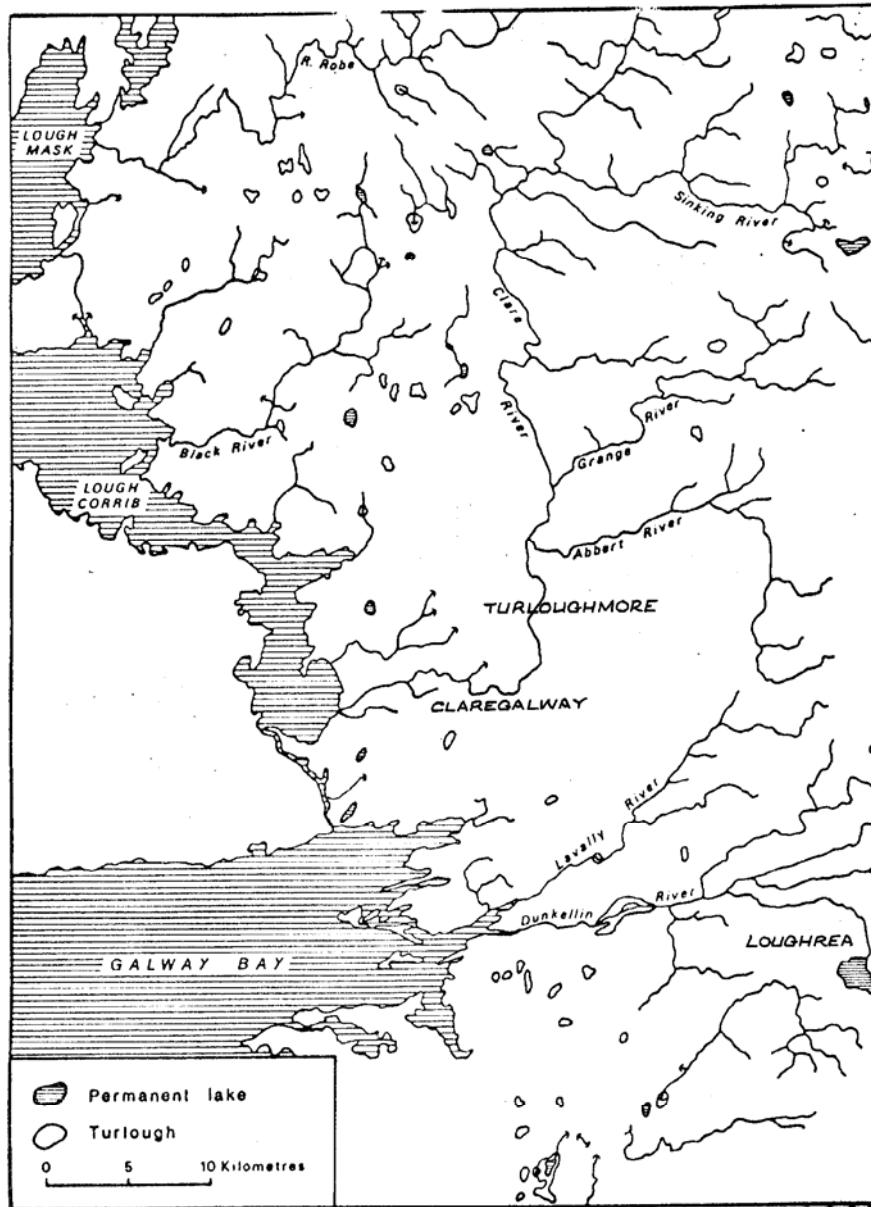 R. Robe
LOUGH
MASK
Sinking River
Clare
River
Black River
Grange River
LOUGH
CORRIB
Abbert River
TURLOUGHMORE
CLAREGALWAY
Lavally River
Dunkellin River
LOUGHREA
GALWAY BAY
Permanent lake
Turlough
0 5 10 Kilometres